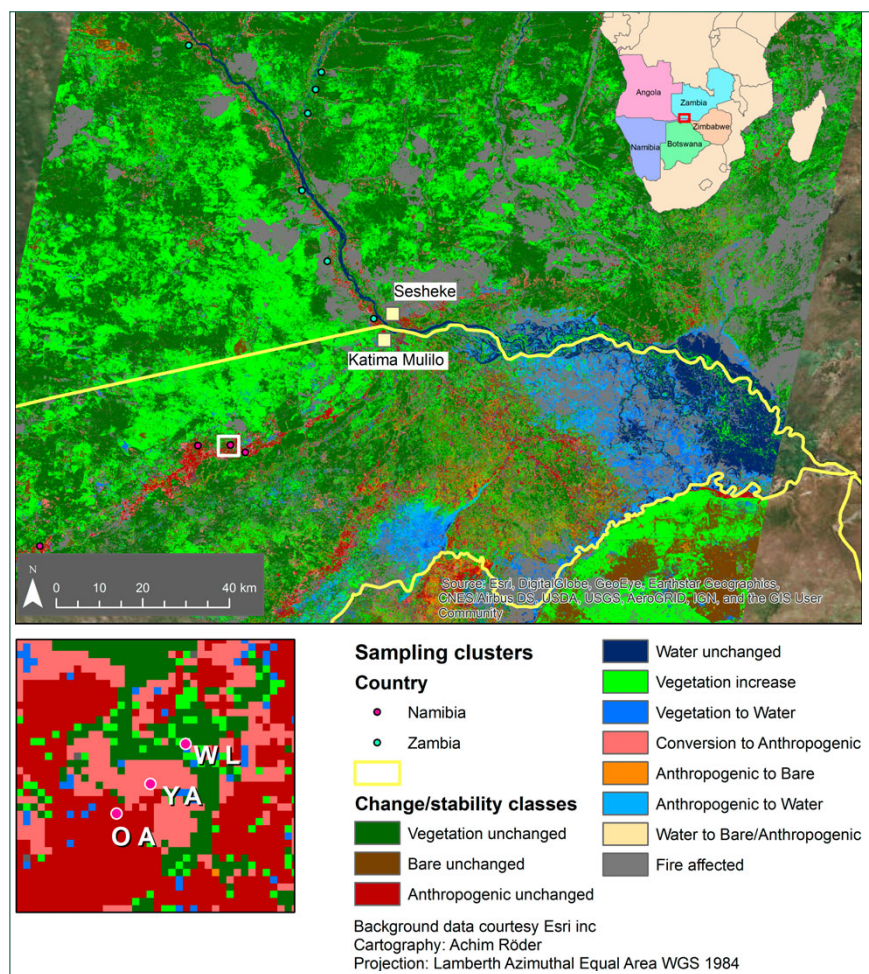 Angola
Zambia
Zimbabwe
Namibia
Botswana
Sesheke
Katima Mulilo
N
0 10 20 40 km
Source: Esri, DigitalGlobe, GeoEye, Earthstar Geographics,
CNES/Airbus DS, USDA, USGS, AeroGRID, IGN, and the GIS User
Community
W L
Y A
O A
Sampling clusters
Country
Namibia
Zambia
Change/stability classes
Vegetation unchanged
Bare unchanged
Anthropogenic unchanged
Water unchanged
Vegetation increase
Vegetation to Water
Conversion to Anthropogenic
Anthropogenic to Bare
Anthropogenic to Water
Water to Bare/Anthropogenic
Fire affected
Background data courtesy Esri inc
Cartography: Achim Röder
Projection: Lamberth Azimuthal Equal Area WGS 1984